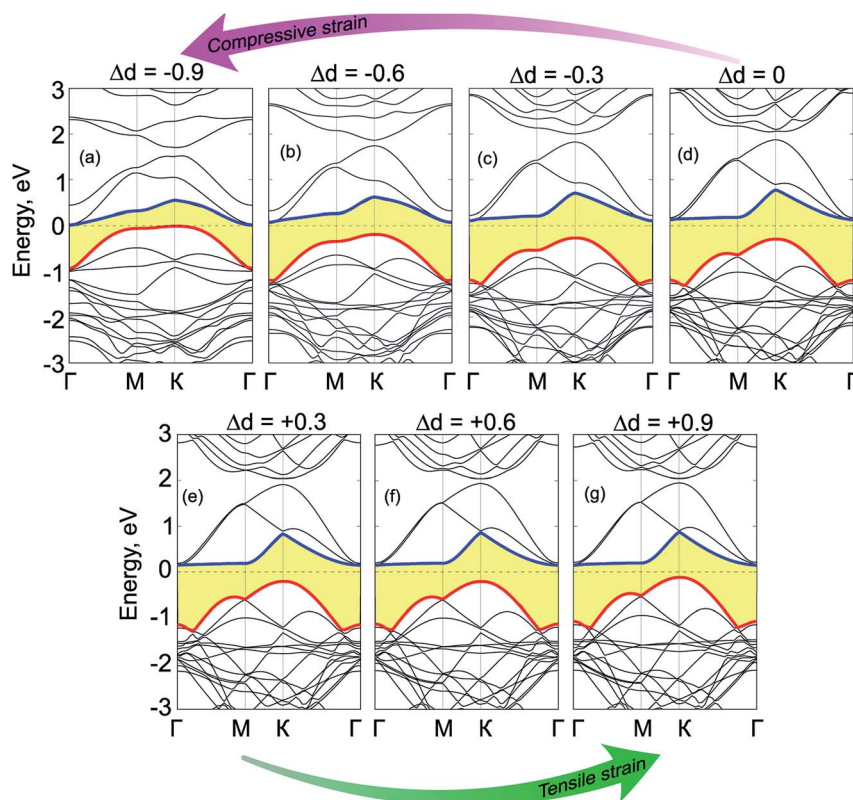 Compressive strain
Δd = -0.9
Δd = -0.6
Δd = -0.3
Δd = 0
Energy, eV
3
2
1
0
-1
-2
-3
(a)
(b)
(c)
(d)
Γ M K Γ
Γ M K Γ
Γ M K Γ
Γ M K Γ
Δd = +0.3
Δd = +0.6
Δd = +0.9
Energy, eV
3
2
1
0
-1
-2
-3
(e)
(f)
(g)
Γ M K Γ
Γ M K Γ
Γ M K Γ
Tensile strain